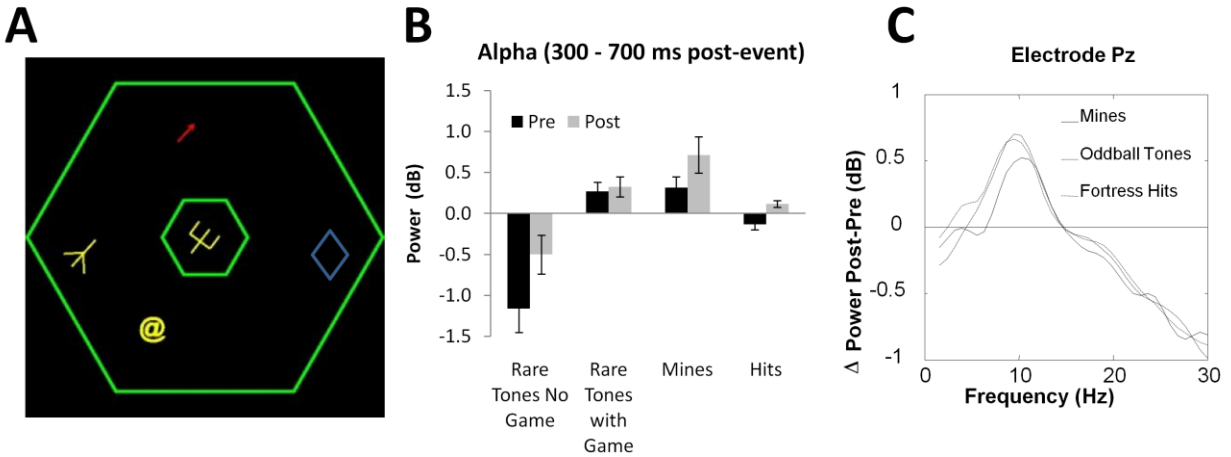 A
@
B
Alpha (300 - 700 ms post-event)
Pre
Post
Power (dB)
1.5
1.0
0.5
0.0
-0.5
-1.0
-1.5
Rare
Tones No
Game
Rare
Tones
with
Game
Mines
Hits
C
Electrode Pz
Mines
Oddball Tones
Fortress Hits
Δ Power Post-Pre (dB)
1
0.5
0
-0.5
-1
0
10
20
30
Frequency (Hz)